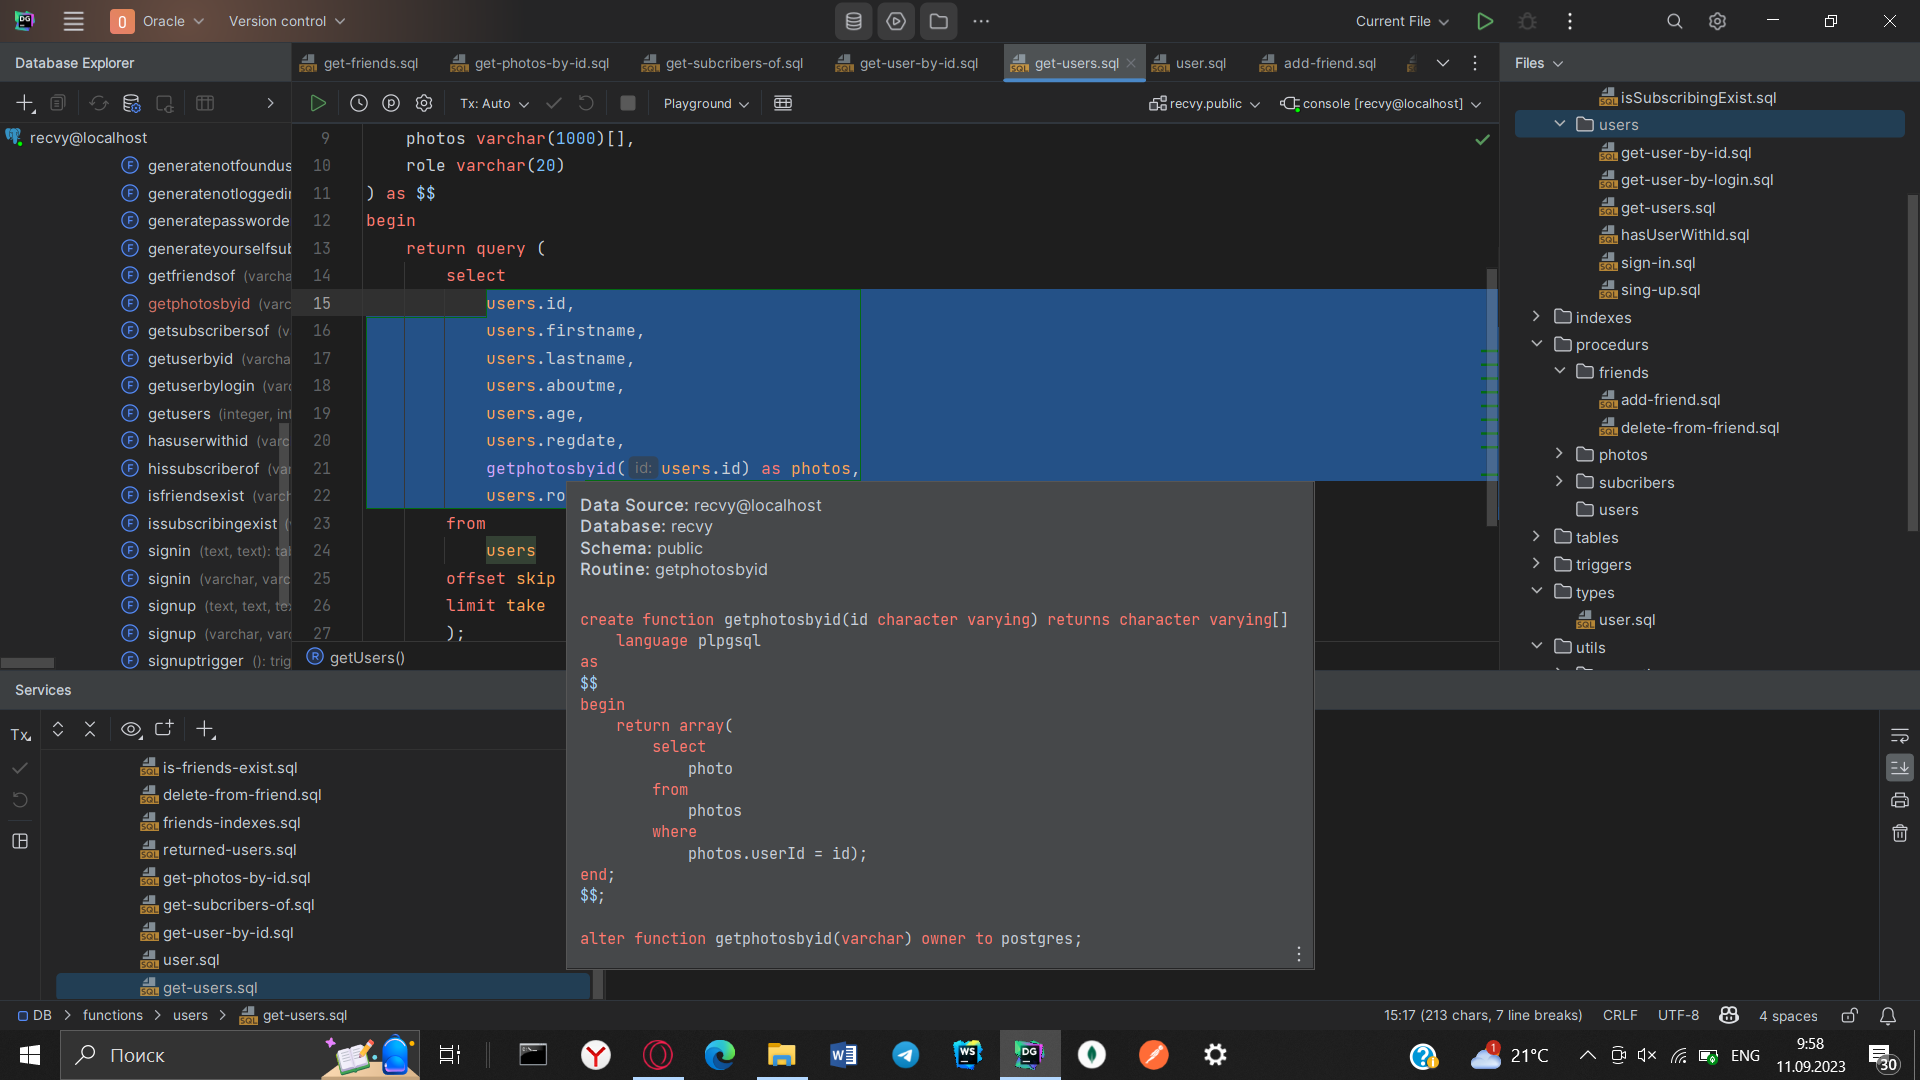 Oracle
Version control
Current File
Database Explorer
get-friends.sql
get-photos-by-id.sql
get-subcribers-of.sql
get-user-by-id.sql
get-users.sql
user.sql
add-friend.sql
Files
Tx: Auto
Playground
recvy.public
console [recvy@localhost]
recvy@localhost
generatenotfoundus
generatenotloggedin
generatepassworde
generateyourselfsub
getfriendsof (varcha
getphotosbyid (varc
getsubscribersof (v
getuserbyid (varcha
getuserbylogin (varc
getusers (integer, int
hasuserwithid (varc
hissubscriberof (var
isfriendsexist (varch
issubscribingexist (
signin (text, text): tal
signin (varchar, varc
signup (text, text, te
signup (varchar, varc
signuptrigger (): trig
9 photos varchar(1000)[],
10 role varchar(20)
11 ) as $$
12 begin
13 return query (
14 select
15 users.id,
16 users.firstname,
17 users.lastname,
18 users.aboutme,
19 users.age,
20 users.regdate,
21 getphotosbyid( id: users.id) as photos,
22 users.ro
23 from
24 users
25 offset skip
26 limit take
27 );
getUsers()
Data Source: recvy@localhost
Database: recvy
Schema: public
Routine: getphotosbyid
create function getphotosbyid(id character varying) returns character varying[]
language plpgsql
as
$$
begin
return array(
select
photo
from
photos
where
photos.userId = id);
end;
$$;
alter function getphotosbyid(varchar) owner to postgres;
isSubscribingExist.sql
users
get-user-by-id.sql
get-user-by-login.sql
get-users.sql
hasUserWithId.sql
sign-in.sql
sing-up.sql
indexes
procedurs
friends
add-friend.sql
delete-from-friend.sql
photos
subcribers
users
tables
triggers
types
user.sql
utils
Services
Tx
is-friends-exist.sql
delete-from-friend.sql
friends-indexes.sql
returned-users.sql
get-photos-by-id.sql
get-subcribers-of.sql
get-user-by-id.sql
user.sql
get-users.sql
DB > functions > users > get-users.sql
15:17 (213 chars, 7 line breaks) CRLF UTF-8 4 spaces
Поиск
1
21°C
ENG
9:58
11.09.2023
30